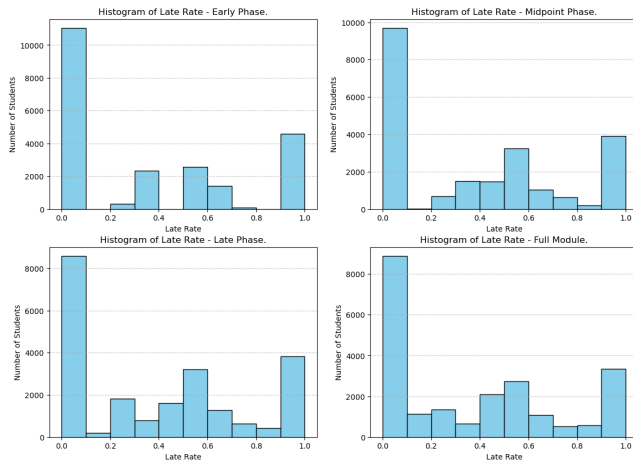 Histogram of Late Rate - Early Phase.
Number of Students
10000
8000
6000
4000
2000
0
0.0 0.2 0.4 0.6 0.8 1.0
Late Rate
Histogram of Late Rate - Midpoint Phase.
Number of Students
10000
8000
6000
4000
2000
0
0.0 0.2 0.4 0.6 0.8 1.0
Late Rate
Histogram of Late Rate - Late Phase.
Number of Students
8000
6000
4000
2000
0
0.0 0.2 0.4 0.6 0.8 1.0
Late Rate
Histogram of Late Rate - Full Module.
Number of Students
8000
6000
4000
2000
0
0.0 0.2 0.4 0.6 0.8 1.0
Late Rate